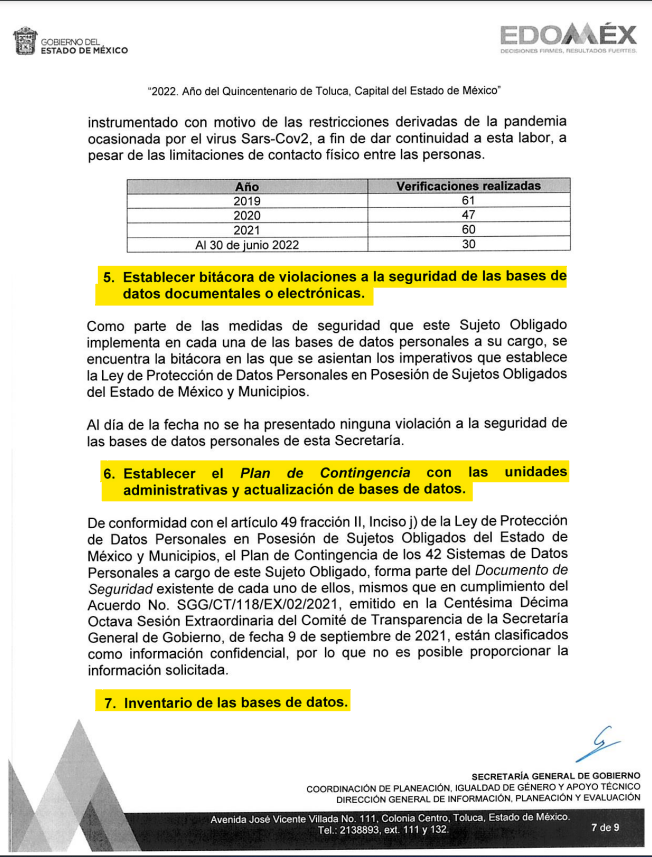 GOBIERNO DEL
ESTADO DE MÉXICO
EDOMÉX
DECISIONES FIRMES, RESULTADOS FUERTES.
“2022. Año del Quincentenario de Toluca, Capital del Estado de México”
instrumentado con motivo de las restricciones derivadas de la pandemia
ocasionada por el virus Sars-Cov2, a fin de dar continuidad a esta labor, a
pesar de las limitaciones de contacto físico entre las personas.
Año Verificaciones realizadas
2019 61
2020 47
2021 60
Al 30 de junio 2022 30
5. Establecer bitácora de violaciones a la seguridad de las bases de
datos documentales o electrónicas.
Como parte de las medidas de seguridad que este Sujeto Obligado
implementa en cada una de las bases de datos personales a su cargo, se
encuentra la bitácora en las que se asientan los imperativos que establece
la Ley de Protección de Datos Personales en Posesión de Sujetos Obligados
del Estado de México y Municipios.
Al día de la fecha no se ha presentado ninguna violación a la seguridad de
las bases de datos personales de esta Secretaría.
6. Establecer el Plan de Contingencia con las unidades
administrativas y actualización de bases de datos.
De conformidad con el artículo 49 fracción II, Inciso j) de la Ley de Protección
de Datos Personales en Posesión de Sujetos Obligados del Estado de
México y Municipios, el Plan de Contingencia de los 42 Sistemas de Datos
Personales a cargo de este Sujeto Obligado, forma parte del Documento de
Seguridad existente de cada uno de ellos, mismos que en cumplimiento del
Acuerdo No. SGG/CT/118/EX/02/2021, emitido en la Centésima Décima
Octava Sesión Extraordinaria del Comité de Transparencia de la Secretaría
General de Gobierno, de fecha 9 de septiembre de 2021, están clasificados
como información confidencial, por lo que no es posible proporcionar la
información solicitada.
7. Inventario de las bases de datos.
SECRETARÍA GENERAL DE GOBIERNO
COORDINACIÓN DE PLANEACIÓN, IGUALDAD DE GÉNERO Y APOYO TÉCNICO
DIRECCIÓN GENERAL DE INFORMACIÓN, PLANEACIÓN Y EVALUACIÓN
Avenida José Vicente Villada No. 111, Colonia Centro, Toluca, Estado de México.
Tel.: 2138893, ext. 111 y 132.
7 de 9